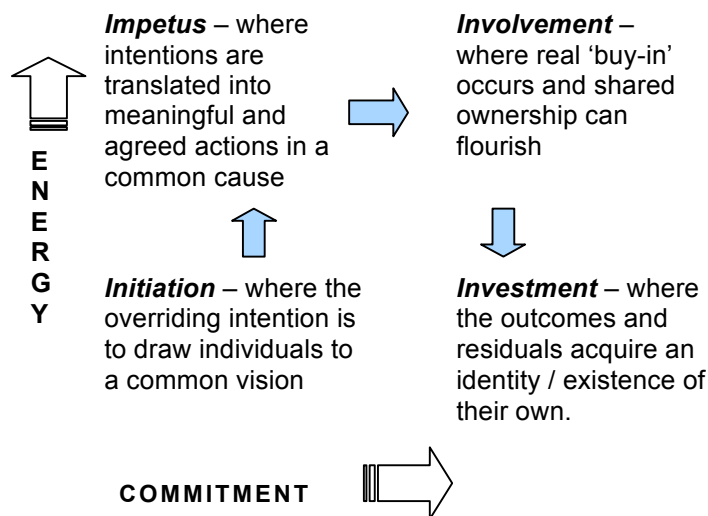 Impetus – where
intentions are
translated into
meaningful and
agreed actions in a
common cause
Involvement –
where real ‘buy-in’
occurs and shared
ownership can
flourish
E
N
E
R
G
Y
Initiation – where the
overriding intention is
to draw individuals to
a common vision
Investment – where
the outcomes and
residuals acquire an
identity / existence of
their own.
COMMITMENT